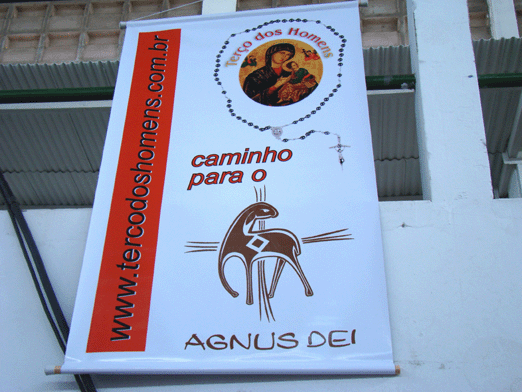 Terço dos Homens
caminho
para o
AGNUS DEI
www.tercodoshomens.com.br